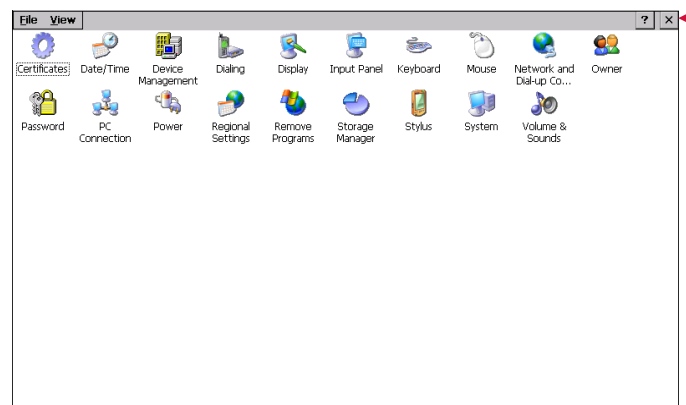 File View ? ×
Certificates Date/Time Device Dialing Display Input Panel Keyboard Mouse Network and Owner
Management Dial-up Co...
Password PC Power Regional Remove Storage Stylus System Volume &
Connection Settings Programs Manager Sounds